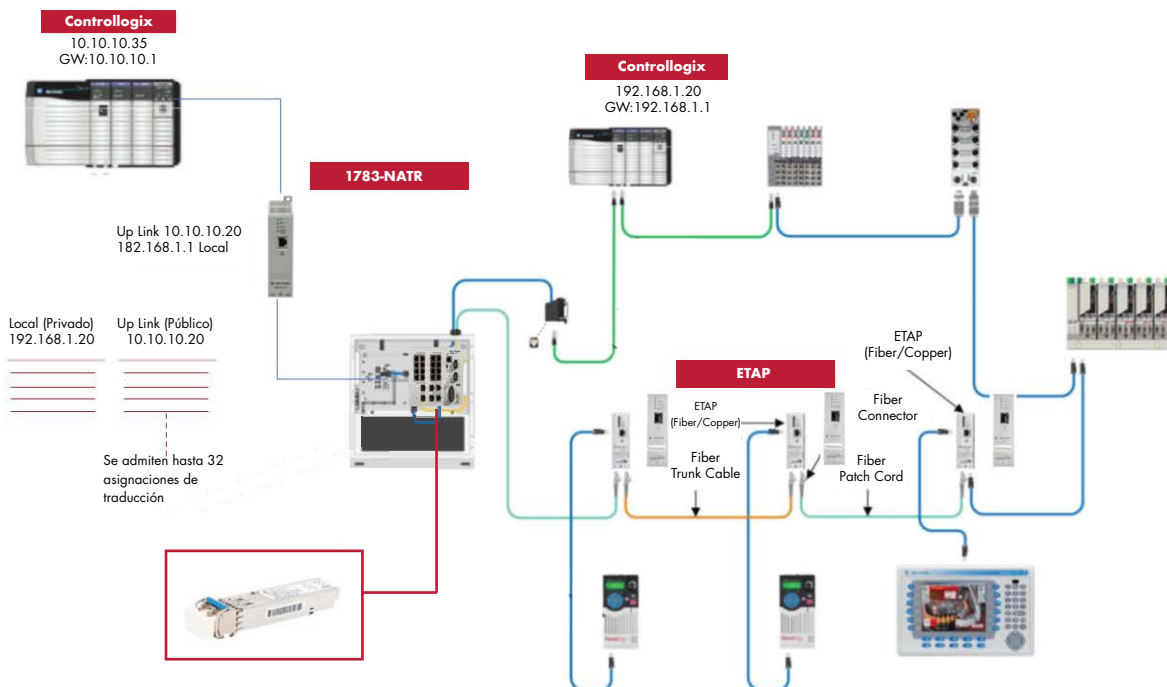 Controllogix
10.10.10.35
GW:10.10.10.1
Controllogix
192.168.1.20
GW:192.168.1.1
1783-NATR
Up Link 10.10.10.20
182.168.1.1 Local
Local (Privado)
192.168.1.20
Up Link (Público)
10.10.10.20
Se admiten hasta 32
asignaciones de
traducción
ETAP
ETAP
(Fiber/Copper)
ETAP
(Fiber/Copper)
Fiber
Connector
Fiber
Trunk Cable
Fiber
Patch Cord